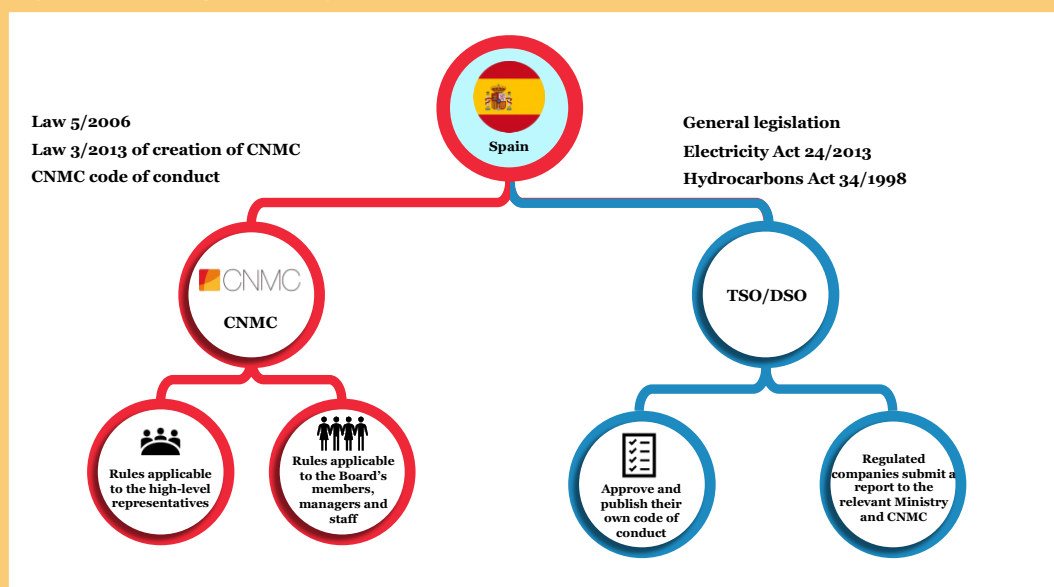 Spain
Law 5/2006
Law 3/2013 of creation of CNMC
CNMC code of conduct
General legislation
Electricity Act 24/2013
Hydrocarbons Act 34/1998
CNMC
CNMC
TSO/DSO
Rules applicable
to the high-level
representatives
Rules applicable
to the Board's
members,
managers and
staff
Approve and
publish their
own code of
conduct
Regulated
companies submit a
report to the
relevant Ministry
and CNMC